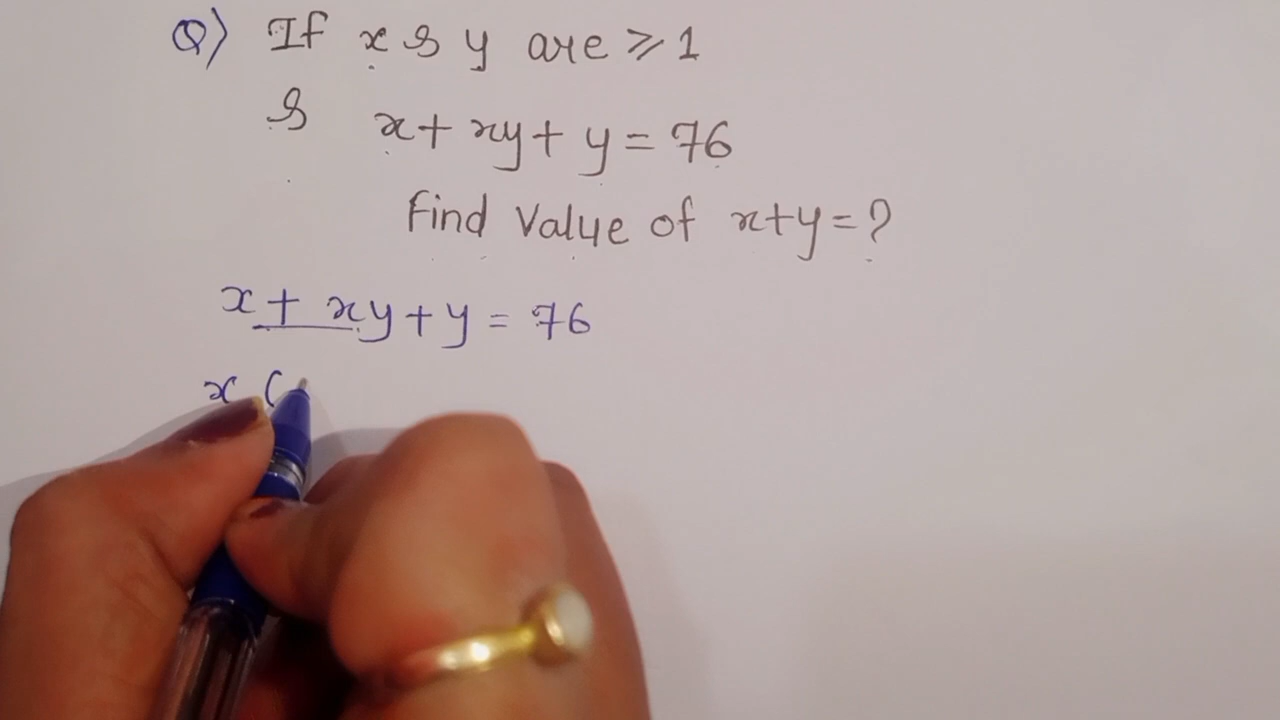 Q) If x & y are ⩾ 1
& x + xy + y = 76
Find Value of x+y = ?
x + xy + y = 76
x (